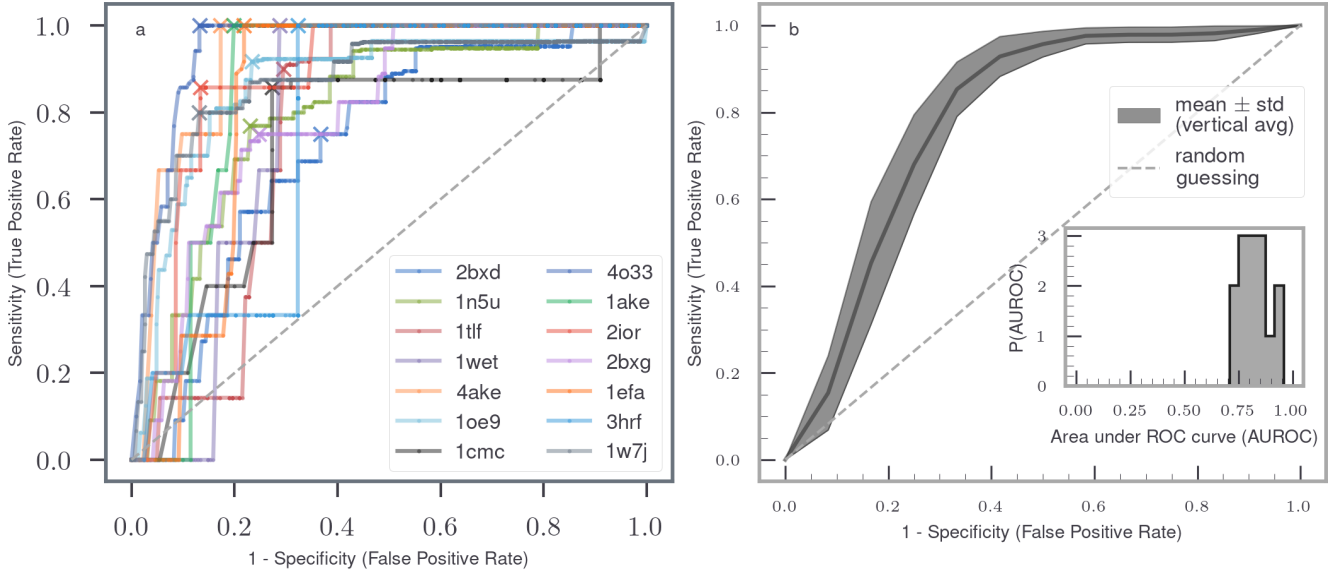 a
1.0
0.8
0.6
0.4
0.2
0.0
Sensitivity (True Positive Rate)
2bxd 4o33
1n5u 1ake
1tlf 2ior
1wet 2bxg
4ake 1efa
1oe9 3hrf
1cmc 1w7j
0.0 0.2 0.4 0.6 0.8 1.0
1 - Specificity (False Positive Rate)
b
1.0
0.8
0.6
0.4
0.2
0.0
Sensitivity (True Positive Rate)
mean ± std
(vertical avg)
random
guessing
3
2
1
0
P(AUROC)
0.00 0.25 0.50 0.75 1.00
Area under ROC curve (AUROC)
0.0 0.2 0.4 0.6 0.8 1.0
1 - Specificity (False Positive Rate)